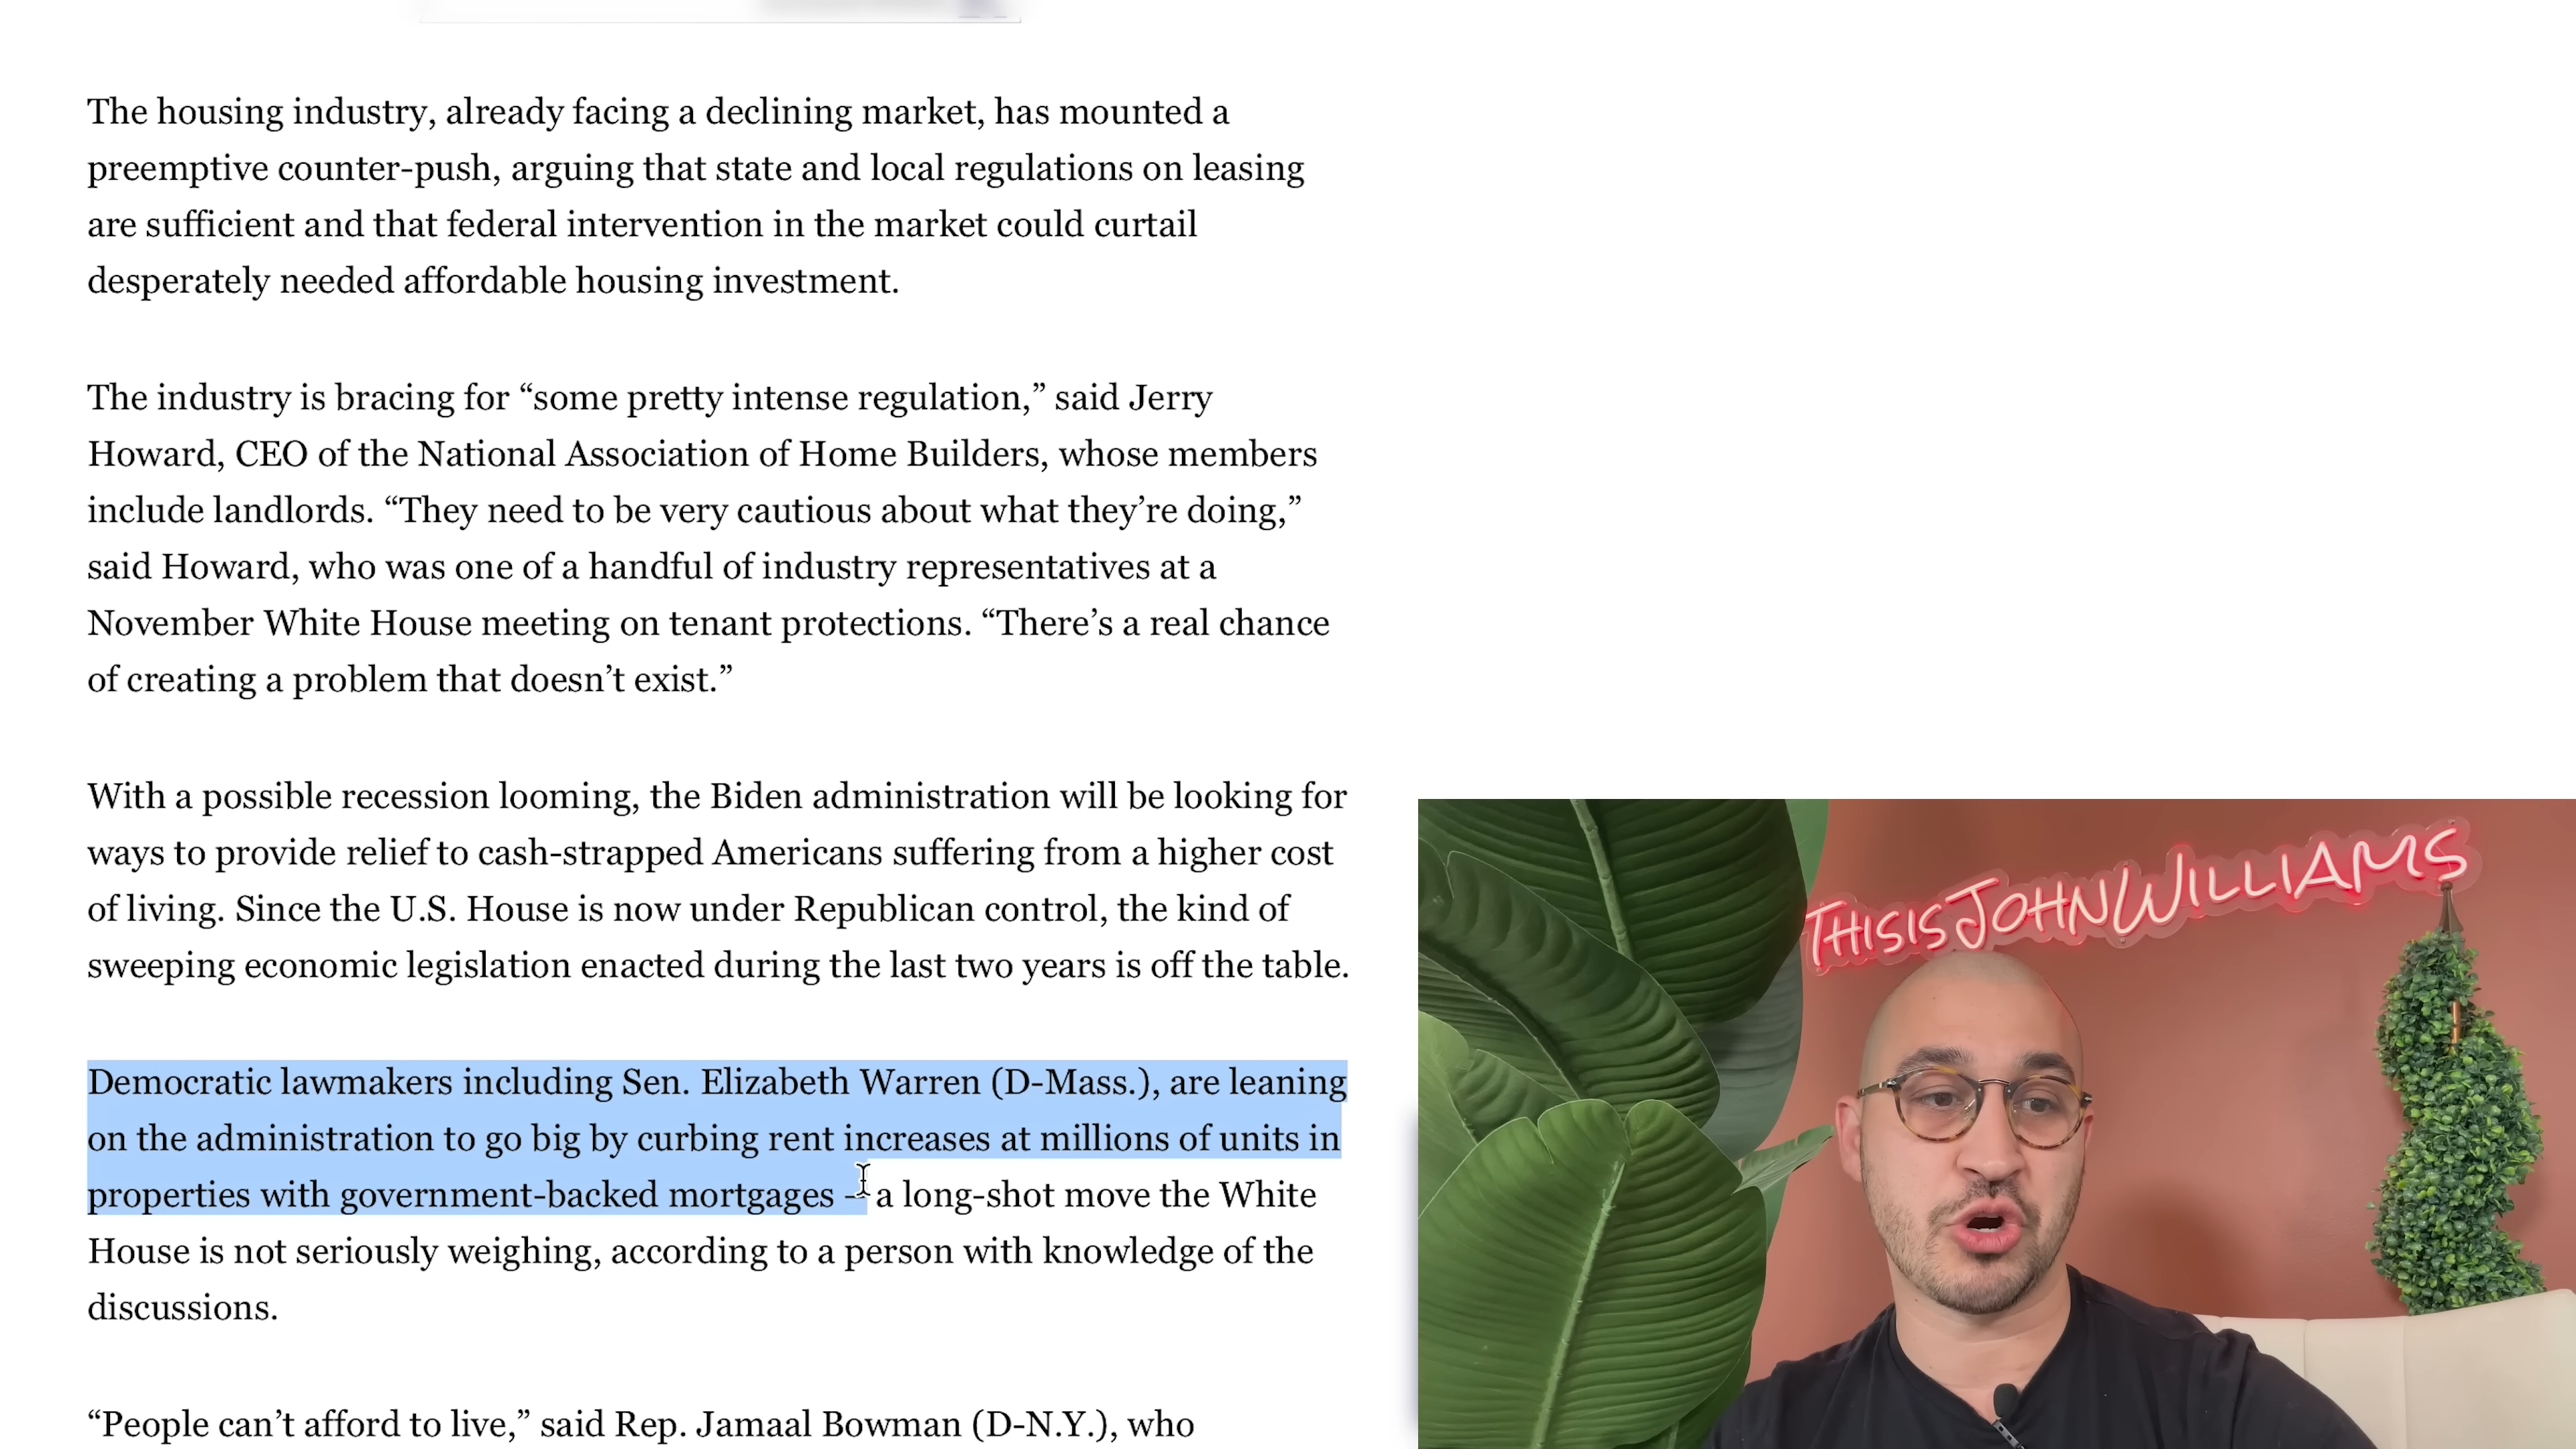 The housing industry, already facing a declining market, has mounted a
preemptive counter-push, arguing that state and local regulations on leasing
are sufficient and that federal intervention in the market could curtail
desperately needed affordable housing investment.
The industry is bracing for “some pretty intense regulation,” said Jerry
Howard, CEO of the National Association of Home Builders, whose members
include landlords. “They need to be very cautious about what they’re doing,”
said Howard, who was one of a handful of industry representatives at a
November White House meeting on tenant protections. “There’s a real chance
of creating a problem that doesn’t exist.”
With a possible recession looming, the Biden administration will be looking for
ways to provide relief to cash-strapped Americans suffering from a higher cost
of living. Since the U.S. House is now under Republican control, the kind of
sweeping economic legislation enacted during the last two years is off the table.
Democratic lawmakers including Sen. Elizabeth Warren (D-Mass.), are leaning
on the administration to go big by curbing rent increases at millions of units in
properties with government-backed mortgages – a long-shot move the White
House is not seriously weighing, according to a person with knowledge of the
discussions.
“People can’t afford to live,” said Rep. Jamaal Bowman (D-N.Y.), who
THISISJOHNWILLIAMS